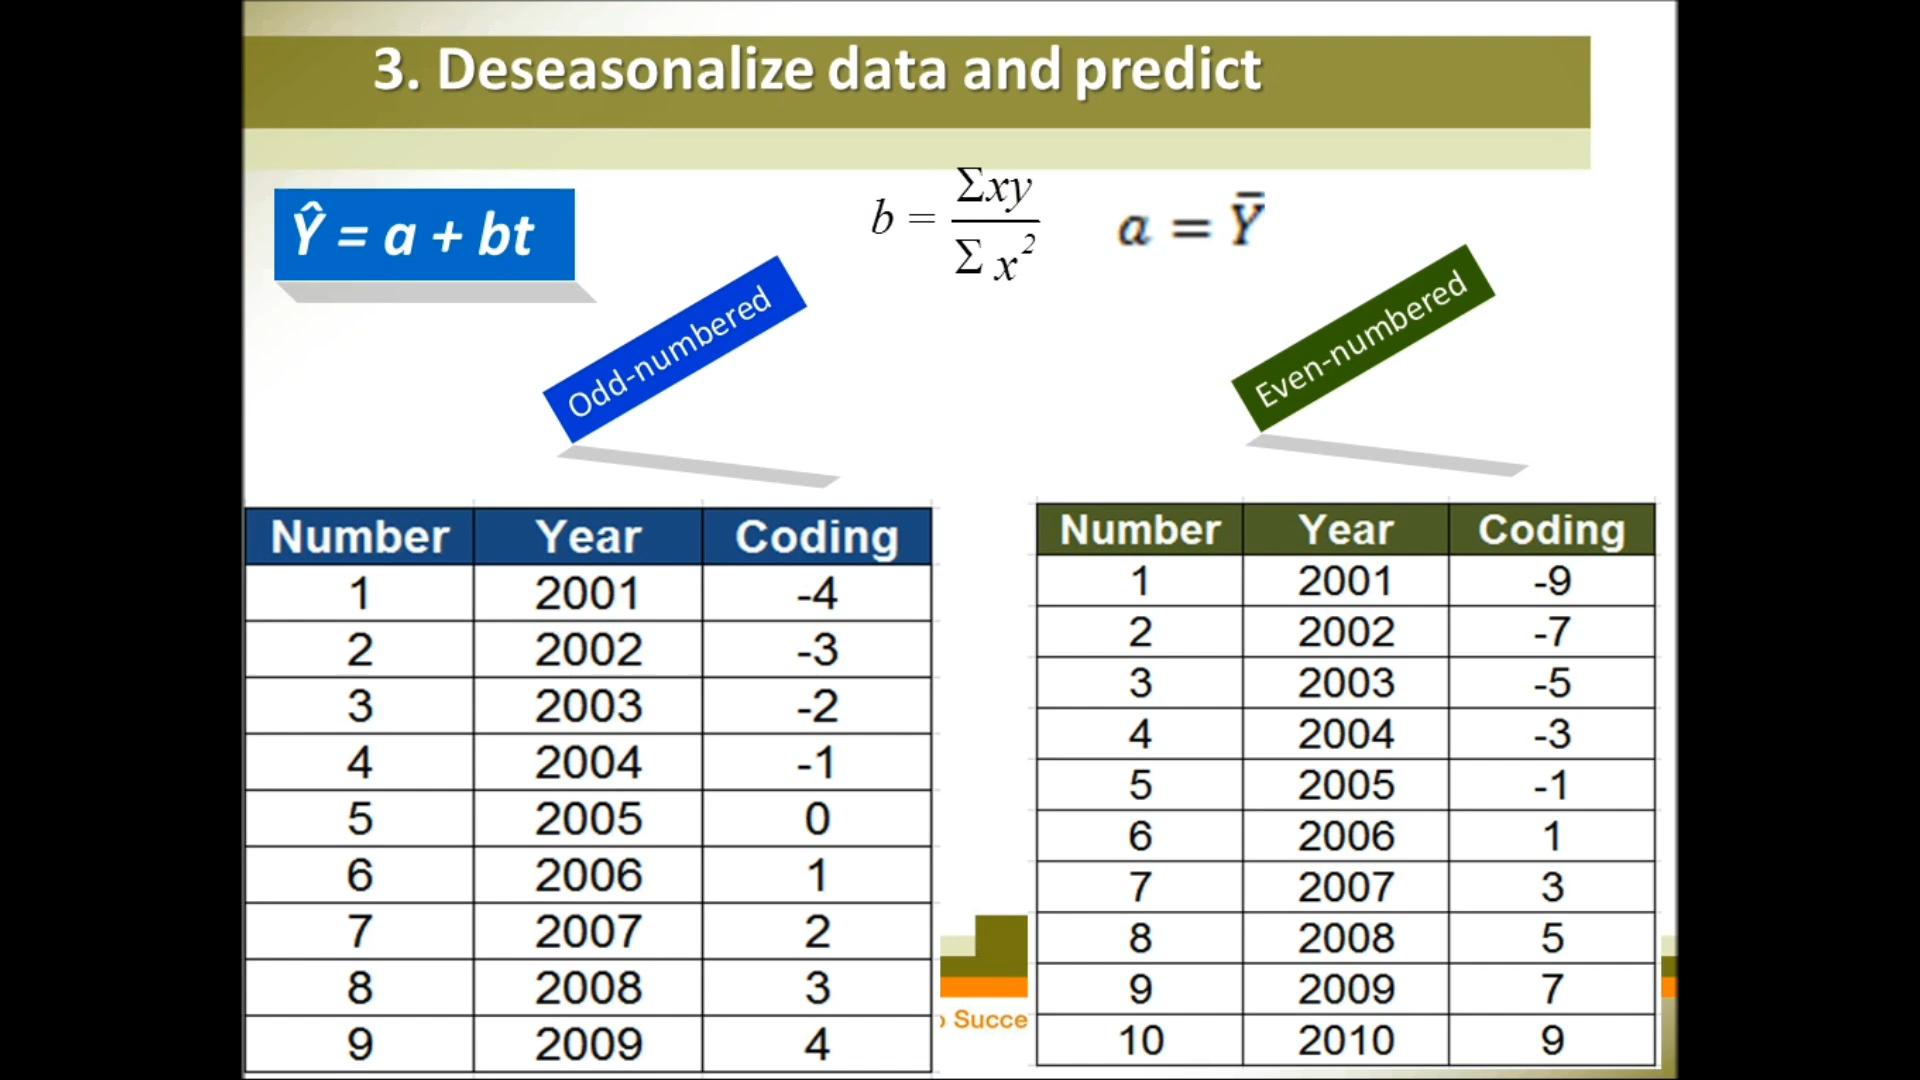 3. Deseasonalize data and predict
Ŷ = a + bt
b = Σxy / Σx²
a = Ȳ
Odd-numbered
Even-numbered
Number Year Coding
1 2001 -4
2 2002 -3
3 2003 -2
4 2004 -1
5 2005 0
6 2006 1
7 2007 2
8 2008 3
9 2009 4
Number Year Coding
1 2001 -9
2 2002 -7
3 2003 -5
4 2004 -3
5 2005 -1
6 2006 1
7 2007 3
8 2008 5
9 2009 7
10 2010 9
Succe